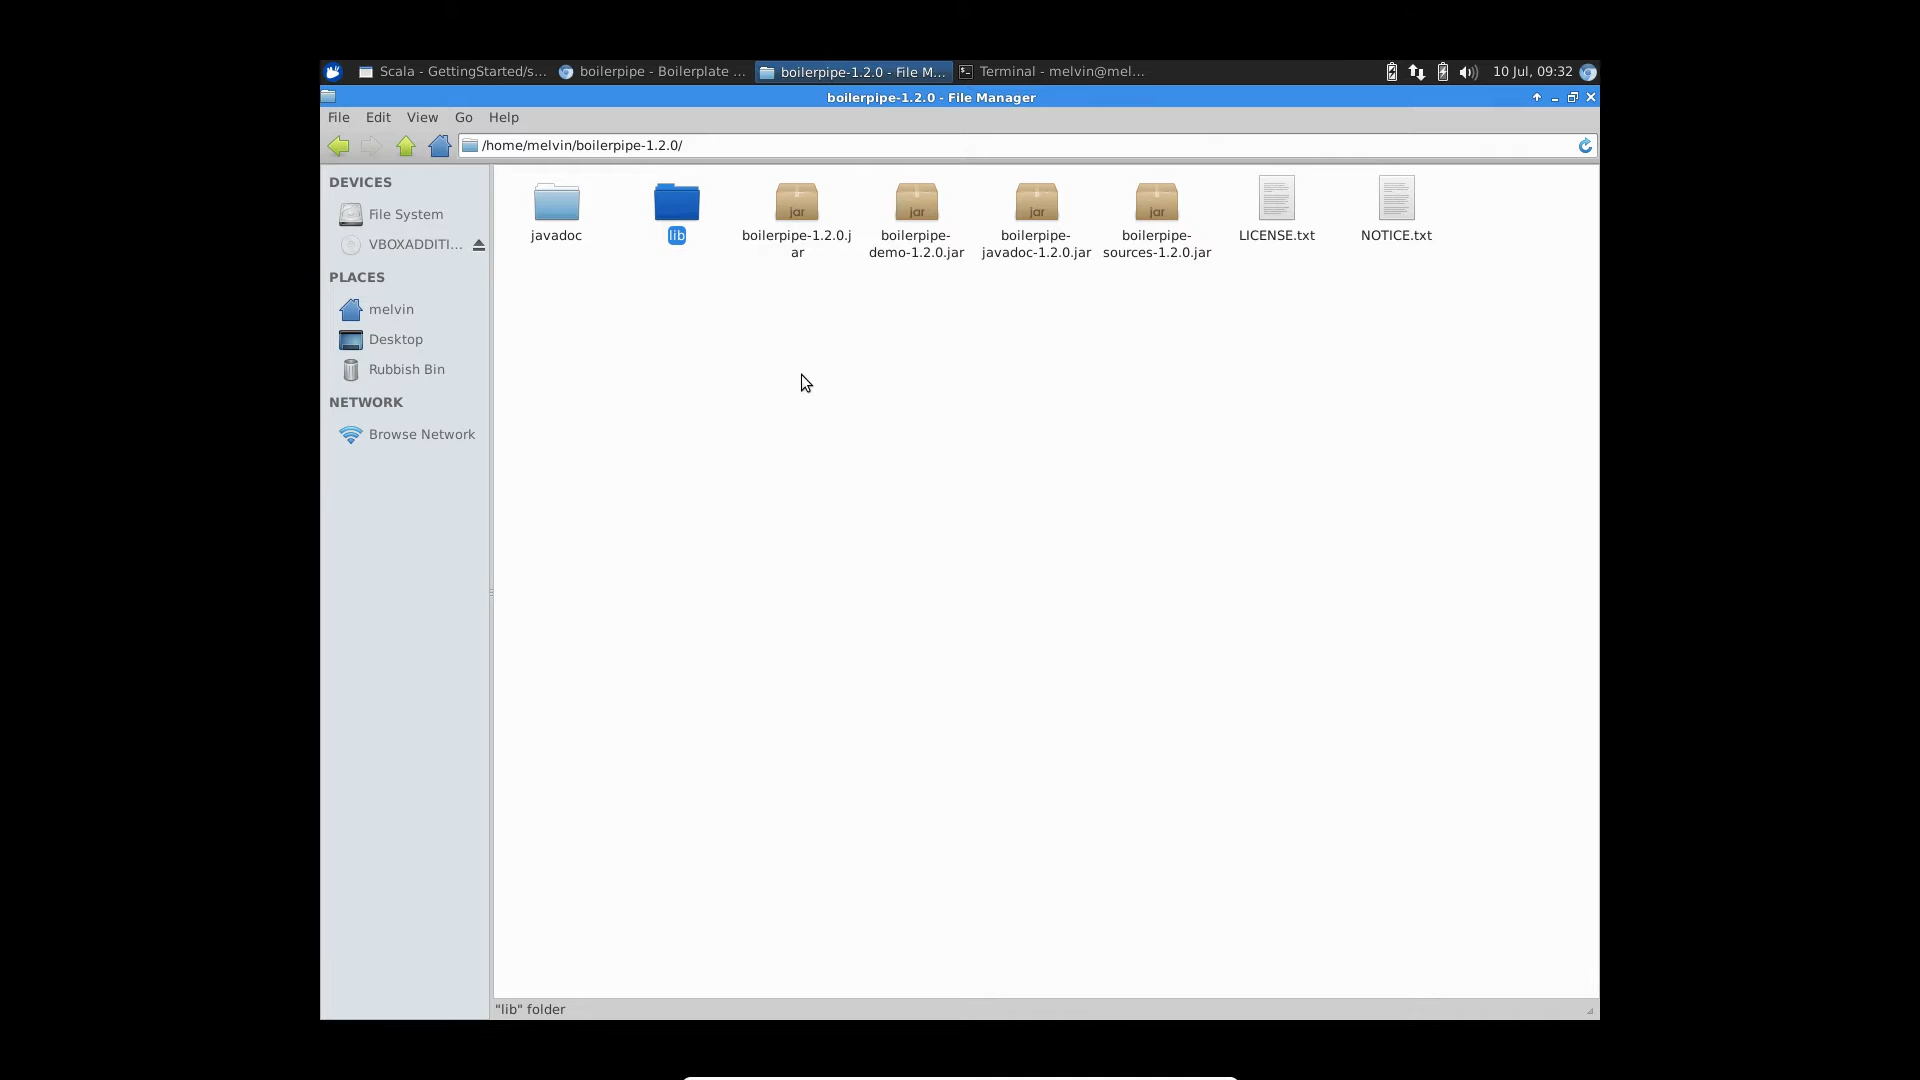 Scala - GettingStarted/s...
boilerpipe - Boilerplate ...
boilerpipe-1.2.0 - File M...
Terminal - melvin@mel...
10 Jul, 09:32
boilerpipe-1.2.0 - File Manager
File Edit View Go Help
/home/melvin/boilerpipe-1.2.0/
DEVICES
File System
VBOXADDITI...
PLACES
melvin
Desktop
Rubbish Bin
NETWORK
Browse Network
javadoc
lib
boilerpipe-1.2.0.j
ar
boilerpipe-
demo-1.2.0.jar
boilerpipe-
javadoc-1.2.0.jar
boilerpipe-
sources-1.2.0.jar
LICENSE.txt
NOTICE.txt
jar
jar
jar
jar
"lib" folder